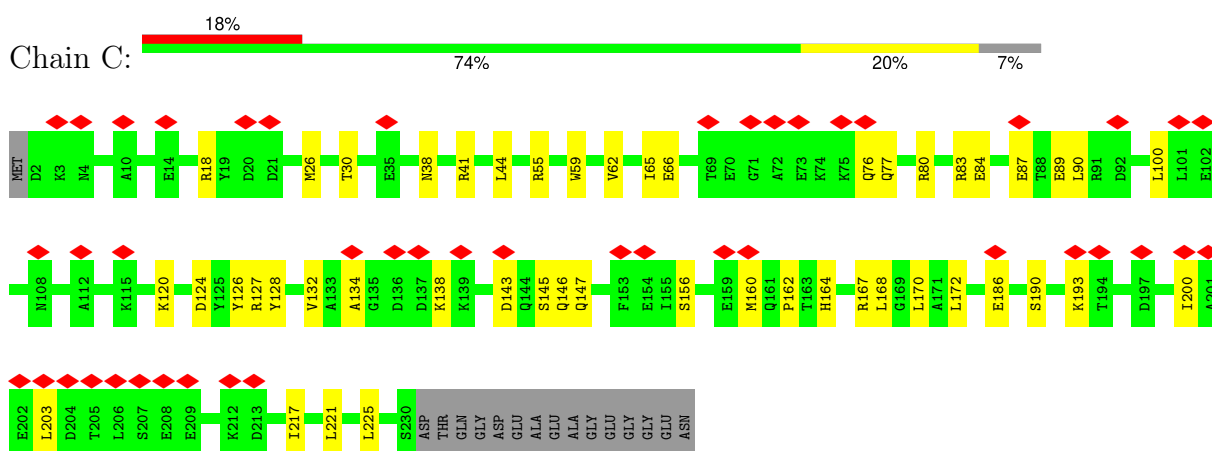 18%
Chain C:
74% 20% 7%
MET D2 K3 N4 A10 E14 R18 Y19 D20 D21 M26 T30 E35 N38 R41 L44 R55 W59 V62 I65 E66 T69 E70 G71 A72 E73 K74 K75 Q76 Q77 R80 R83 E84 E87 T88 E89 L90 R91 D92 L100 L101 E102
N108 A112 K115 K120 D124 Y125 Y126 R127 Y128 V132 A133 A134 G135 D136 D137 K138 K139 D143 Q144 S145 Q146 Q147 F153 E154 I155 S156 E159 M160 Q161 P162 T163 H164 R167 L168 G169 L170 A171 L172 E186 S190 K193 T194 D197 I200 A201
E202 L203 D204 T205 L206 S207 E208 E209 K212 D213 I217 L221 L225 S230 ASP THR GLN GLY ASP GLU ALA GLU ALA GLY GLU GLY GLY GLU ASN